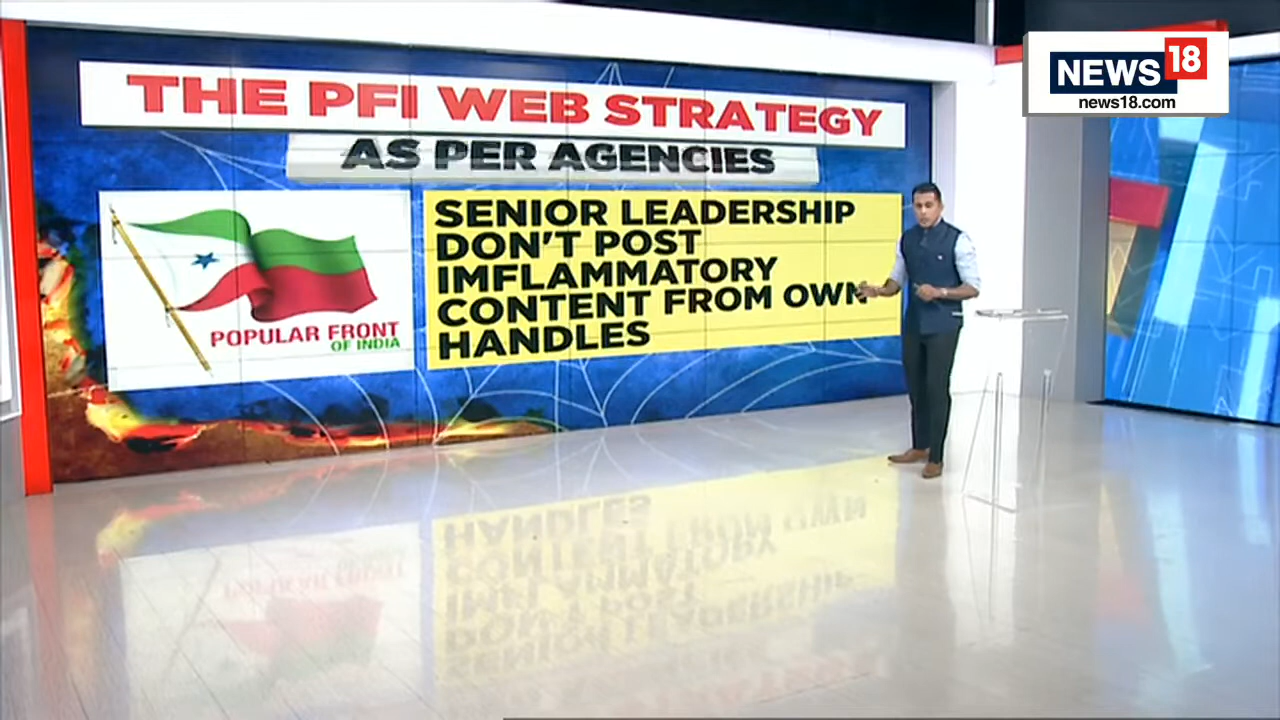 THE PFI WEB STRATEGY
AS PER AGENCIES
SENIOR LEADERSHIP
DON'T POST
IMFLAMMATORY
CONTENT FROM OWN
HANDLES
POPULAR FRONT
OF INDIA
NEWS18
news18.com